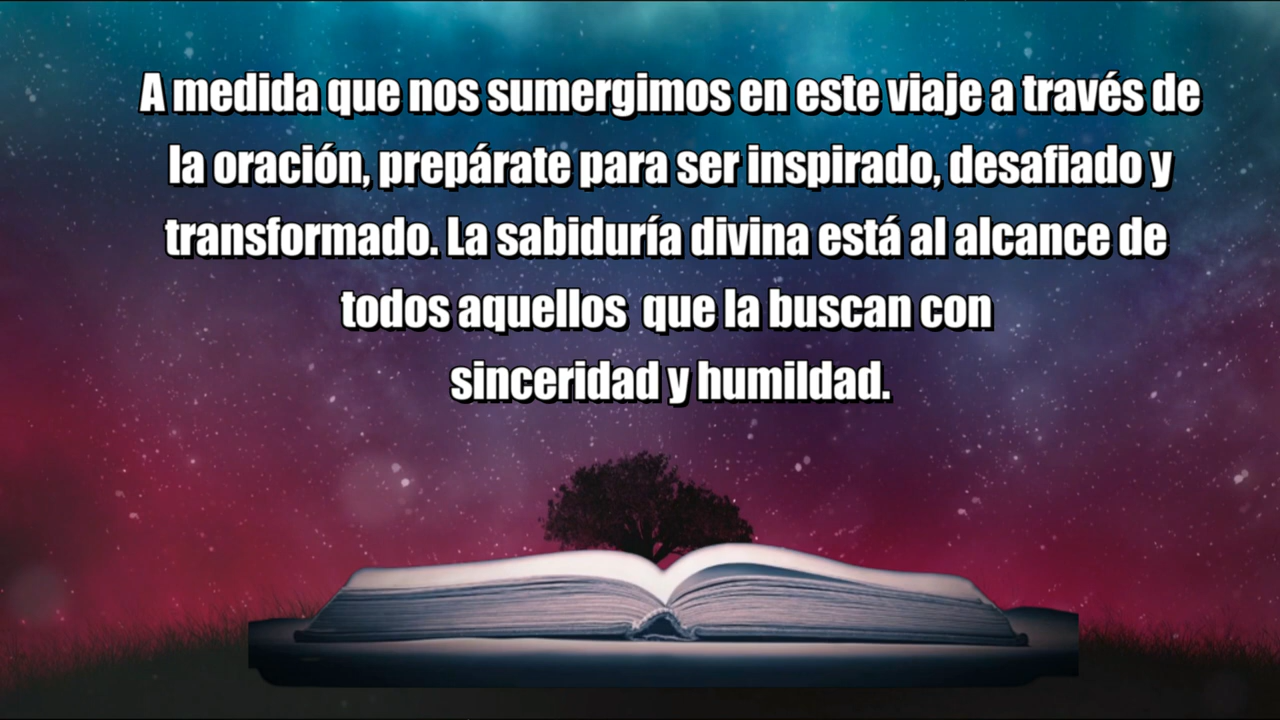 A medida que nos sumergimos en este viaje a través de
la oración, prepárate para ser inspirado, desafiado y
transformado. La sabiduría divina está al alcance de
todos aquellos  que la buscan con
sinceridad y humildad.